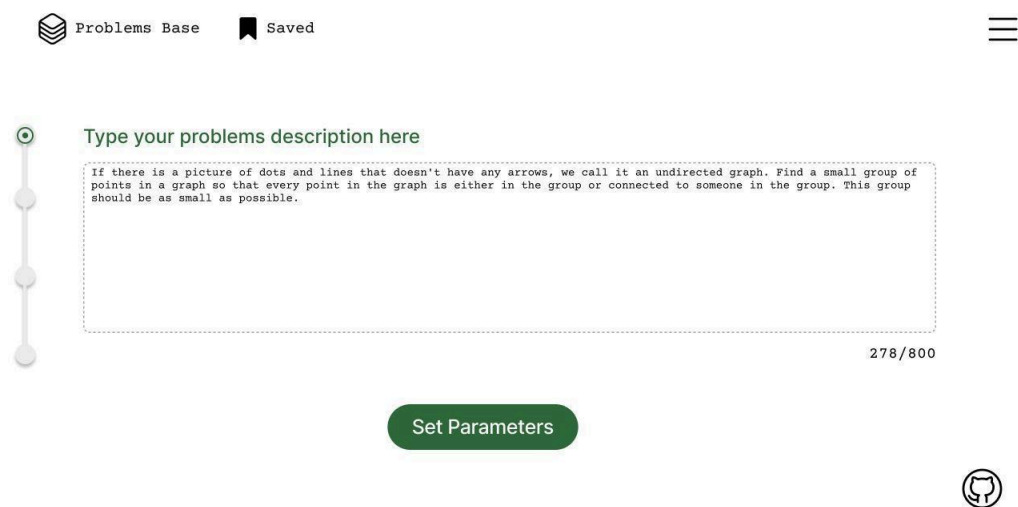 Problems Base
Saved
Type your problems description here
If there is a picture of dots and lines that doesn't have any arrows, we call it an undirected graph. Find a small group of
points in a graph so that every point in the graph is either in the group or connected to someone in the group. This group
should be as small as possible.
278/800
Set Parameters